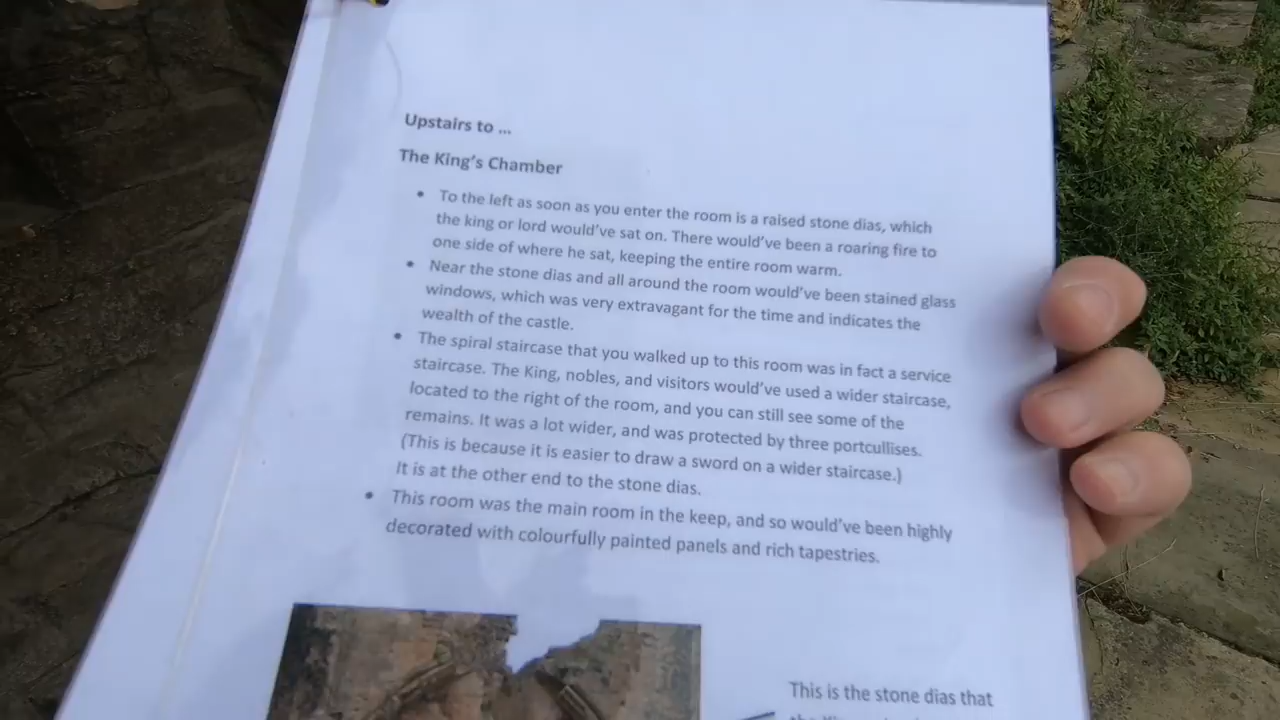 Upstairs to ...
The King's Chamber
• To the left as soon as you enter the room is a raised stone dias, which
the king or lord would've sat on. There would've been a roaring fire to
one side of where he sat, keeping the entire room warm.
• Near the stone dias and all around the room would've been stained glass
windows, which was very extravagant for the time and indicates the
wealth of the castle.
• The spiral staircase that you walked up to this room was in fact a service
staircase. The King, nobles, and visitors would've used a wider staircase,
located to the right of the room, and you can still see some of the
remains. It was a lot wider, and was protected by three portcullises.
(This is because it is easier to draw a sword on a wider staircase.)
It is at the other end to the stone dias.
• This room was the main room in the keep, and so would've been highly
decorated with colourfully painted panels and rich tapestries.
This is the stone dias that